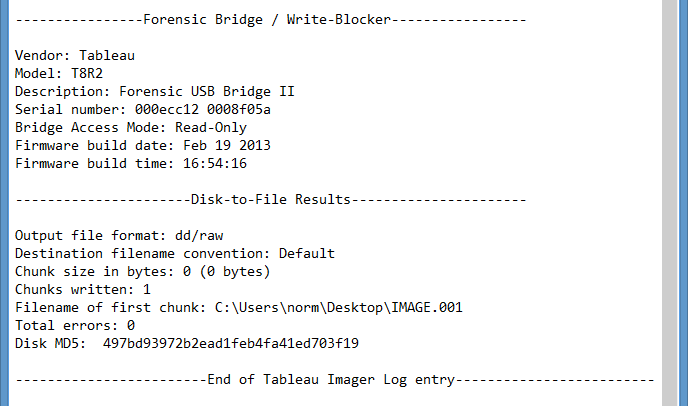 ----------------Forensic Bridge / Write-Blocker-----------------
Vendor: Tableau
Model: T8R2
Description: Forensic USB Bridge II
Serial number: 000ecc12 0008f05a
Bridge Access Mode: Read-Only
Firmware build date: Feb 19 2013
Firmware build time: 16:54:16
----------------------Disk-to-File Results----------------------
Output file format: dd/raw
Destination filename convention: Default
Chunk size in bytes: 0 (0 bytes)
Chunks written: 1
Filename of first chunk: C:\Users\norm\Desktop\IMAGE.001
Total errors: 0
Disk MD5:  497bd93972b2ead1feb4fa41ed703f19
------------------------End of Tableau Imager Log entry-------------------------